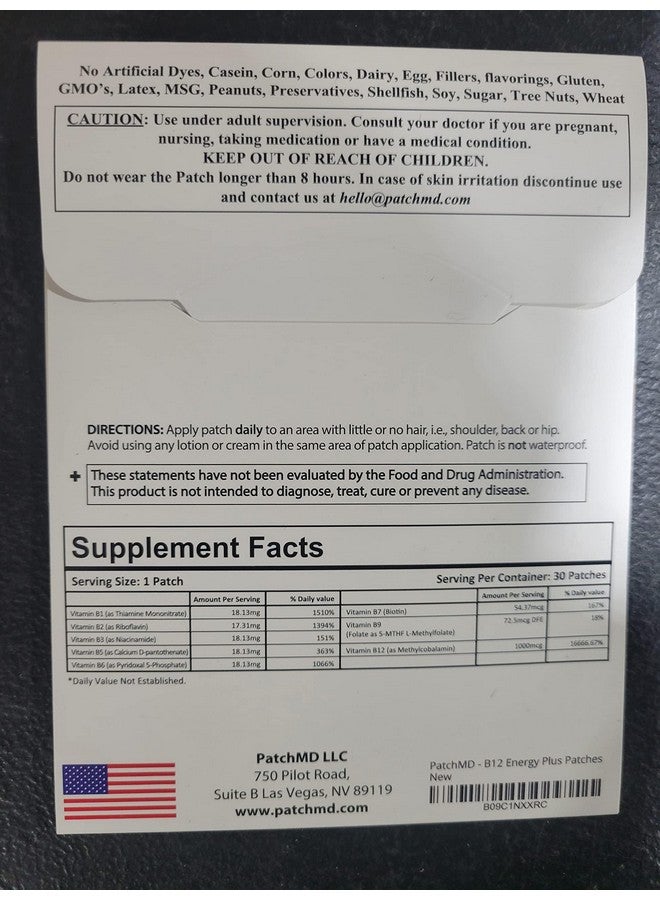 No Artificial Dyes, Casein, Corn, Colors, Dairy, Egg, Fillers, flavorings, Gluten,
GMO's, Latex, MSG, Peanuts, Preservatives, Shellfish, Soy, Sugar, Tree Nuts, Wheat
CAUTION: Use under adult supervision. Consult your doctor if you are pregnant,
nursing, taking medication or have a medical condition.
KEEP OUT OF REACH OF CHILDREN.
Do not wear the Patch longer than 8 hours. In case of skin irritation discontinue use
and contact us at hello@patchmd.com
DIRECTIONS: Apply patch daily to an area with little or no hair, i.e., shoulder, back or hip.
Avoid using any lotion or cream in the same area of patch application. Patch is not waterproof.
+ These statements have not been evaluated by the Food and Drug Administration.
This product is not intended to diagnose, treat, cure or prevent any disease.
Supplement Facts
Serving Size: 1 Patch Serving Per Container: 30 Patches
Amount Per Serving % Daily value Amount Per Serving % Daily value
Vitamin B1 (as Thiamine Mononitrate) 18.13mg 1510% Vitamin B7 (Biotin) 54.37mcg 167%
Vitamin B2 (as Riboflavin) 17.31mg 1394% Vitamin B9 72.5mcg DFE 18%
Vitamin B3 (as Niacinamide) 18.13mg 151% (Folate as 5-MTHF L-Methylfolate)
Vitamin B5 (as Calcium D-pantothenate) 18.13mg 363% Vitamin B12 (as Methylcobalamin) 1000mcg 16666.67%
Vitamin B6 (as Pyridoxal 5-Phosphate) 18.13mg 1066%
*Daily Value Not Established.
PatchMD LLC
750 Pilot Road,
Suite B Las Vegas, NV 89119
www.patchmd.com
PatchMD - B12 Energy Plus Patches
New
B09C1NXXRC